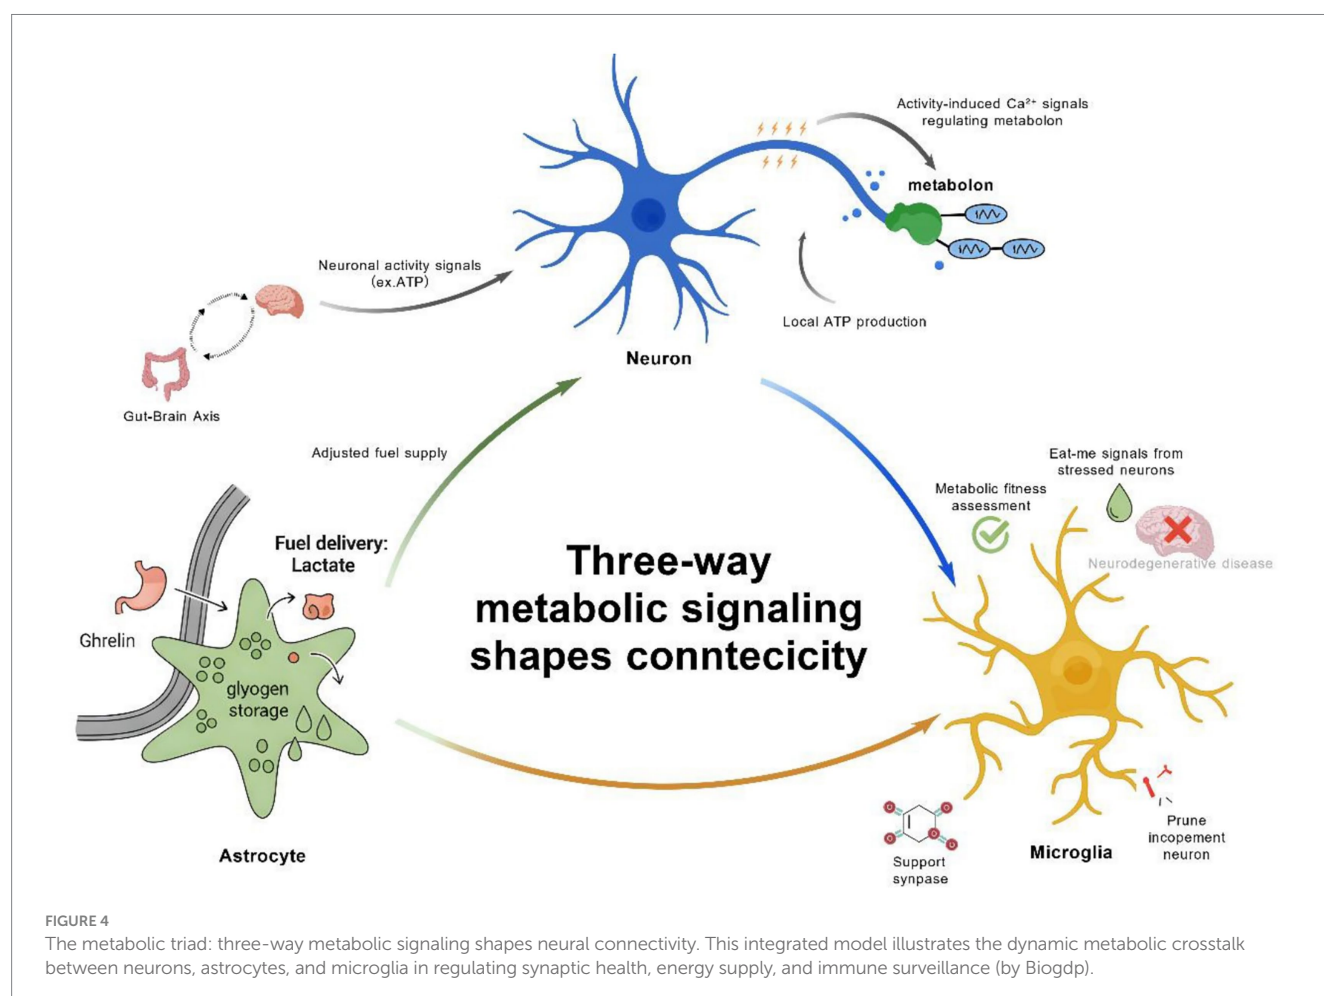 Activity-induced Ca²⁺ signals
regulating metabolon
metabolon
Neuronal activity signals
(ex.ATP)
Local ATP production
Neuron
Gut-Brain Axis
Adjusted fuel supply
Eat-me signals from
stressed neurons
Metabolic fitness
assessment
Neurodegenerative disease
Fuel delivery:
Lactate
Ghrelin
glyogen
storage
Three-way
metabolic signaling
shapes conntecicity
Astrocyte
Support
synpase
Microglia
Prune
incopement
neuron
FIGURE 4
The metabolic triad: three-way metabolic signaling shapes neural connectivity. This integrated model illustrates the dynamic metabolic crosstalk
between neurons, astrocytes, and microglia in regulating synaptic health, energy supply, and immune surveillance (by Biogdp).